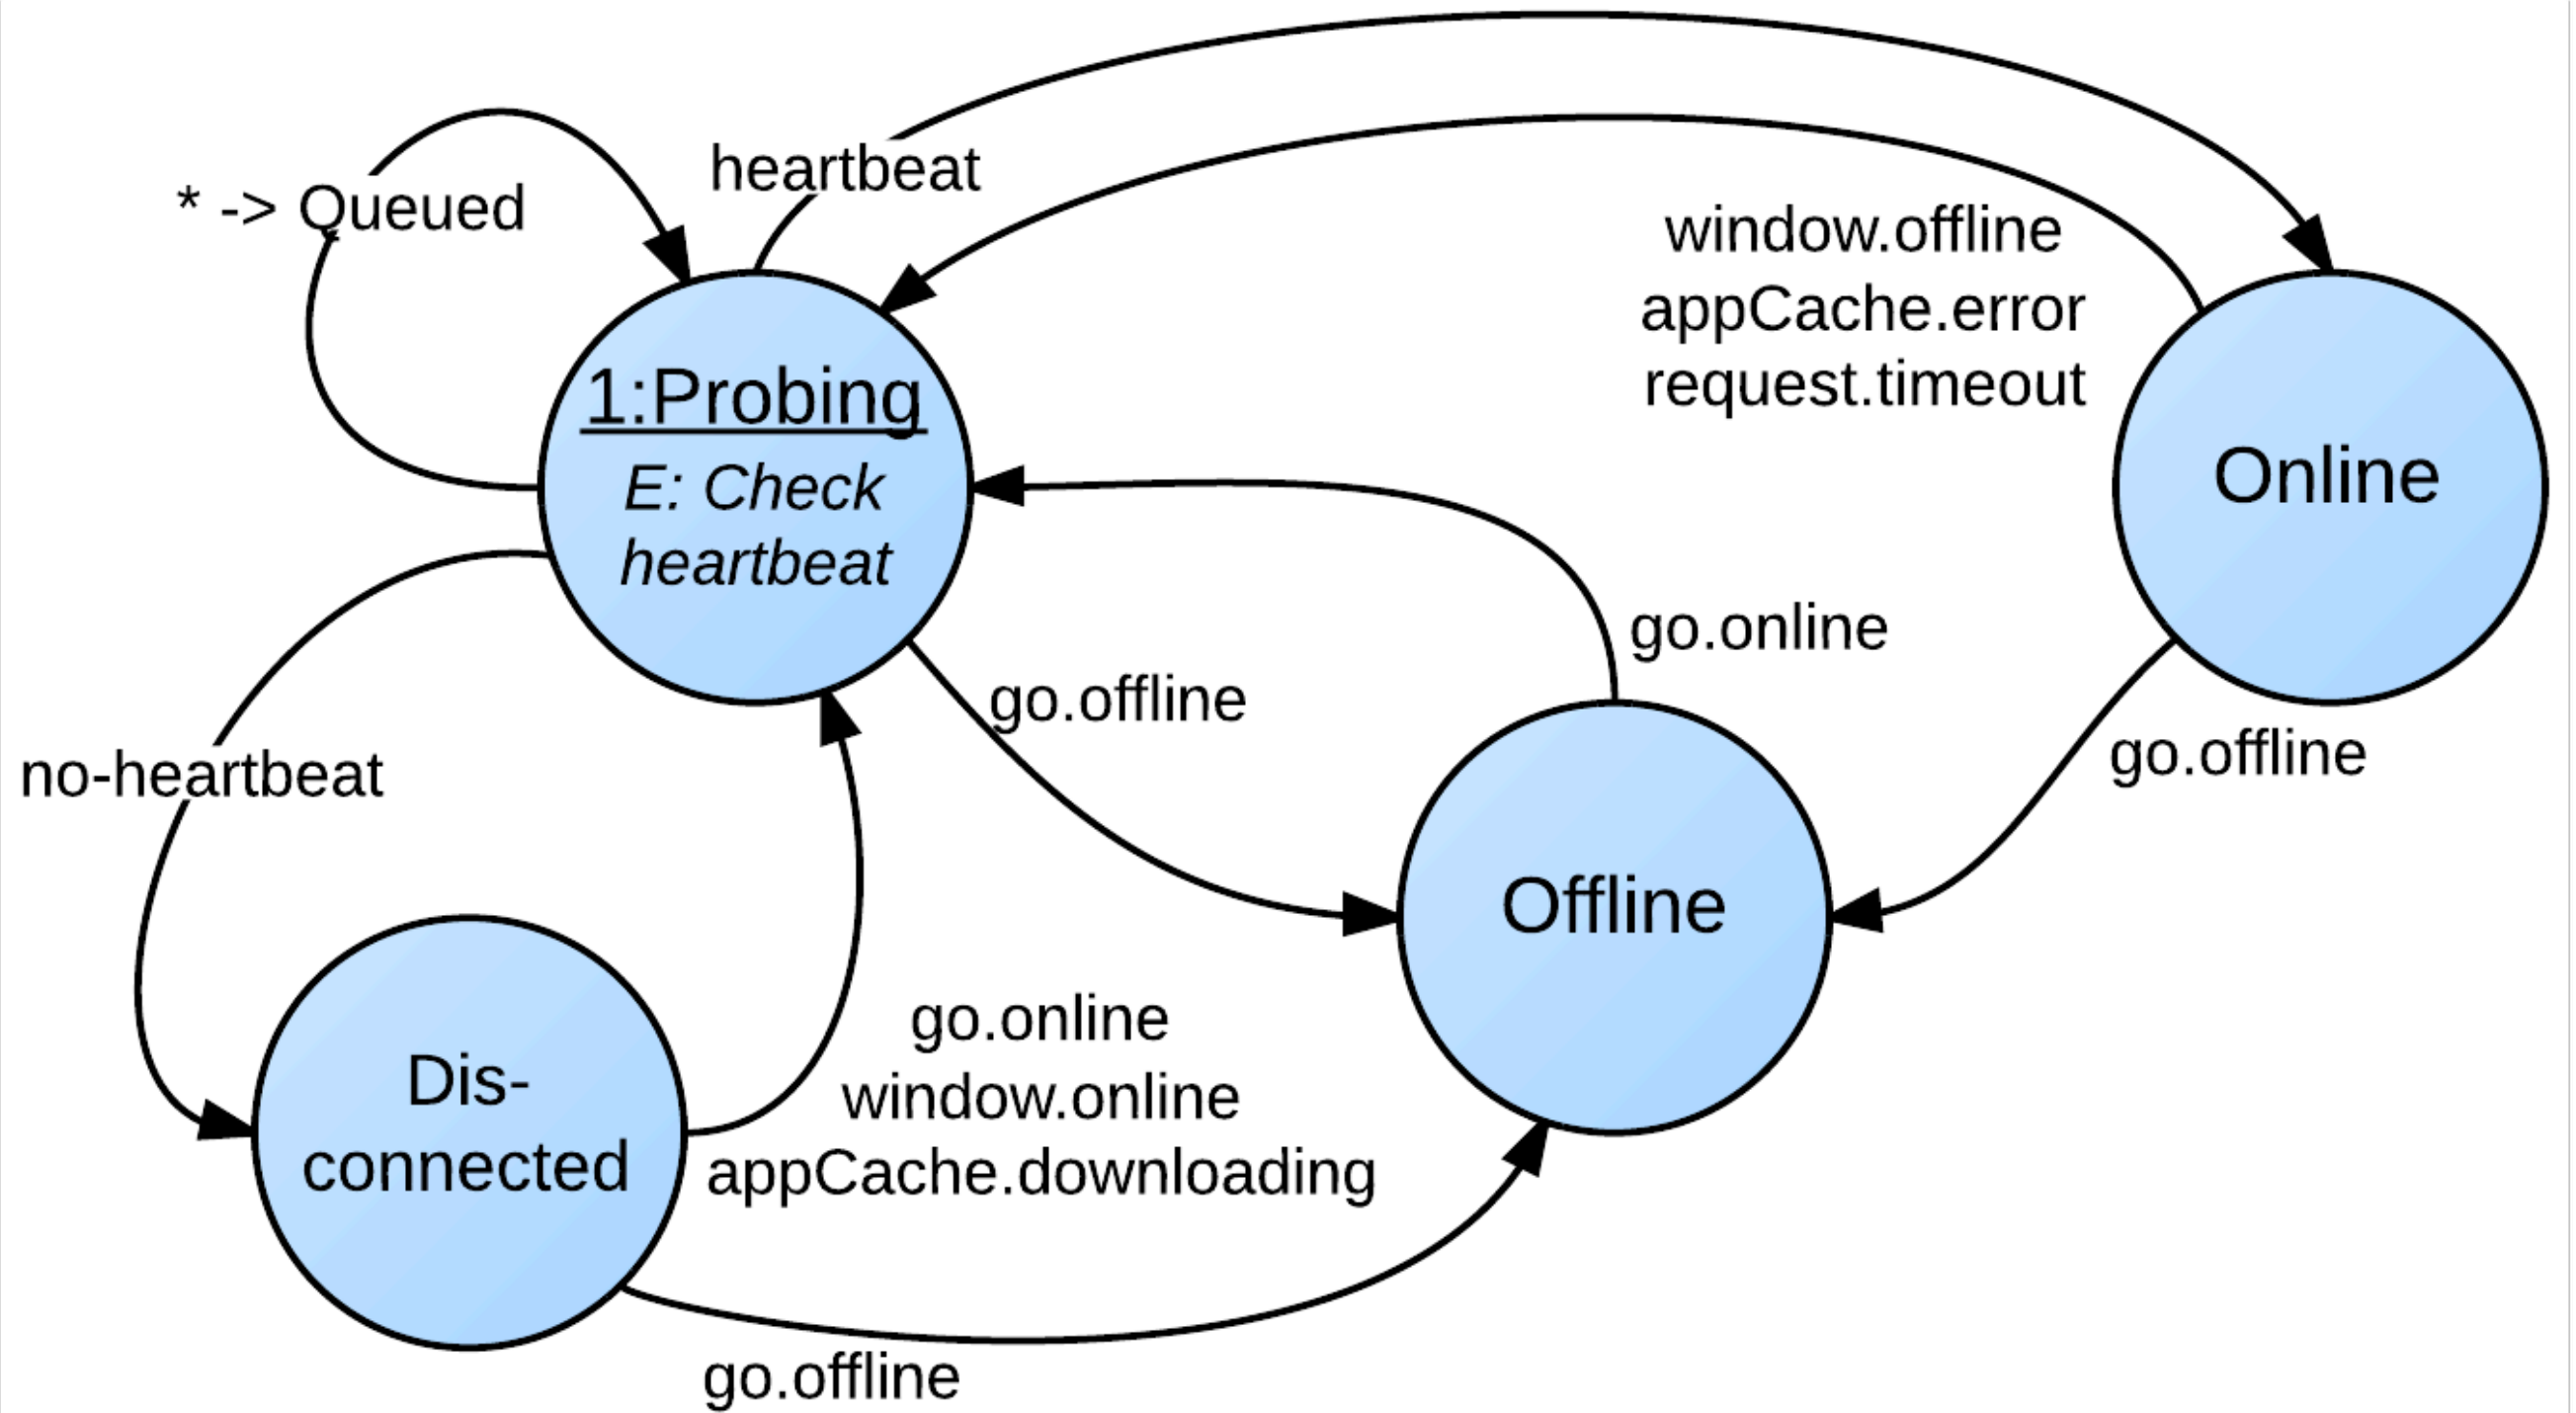 heartbeat
* -> Queued
window.offline
appCache.error
request.timeout
1:Probing
E: Check
heartbeat
Online
go.online
go.offline
go.offline
no-heartbeat
Offline
go.online
window.online
appCache.downloading
Dis-
connected
go.offline